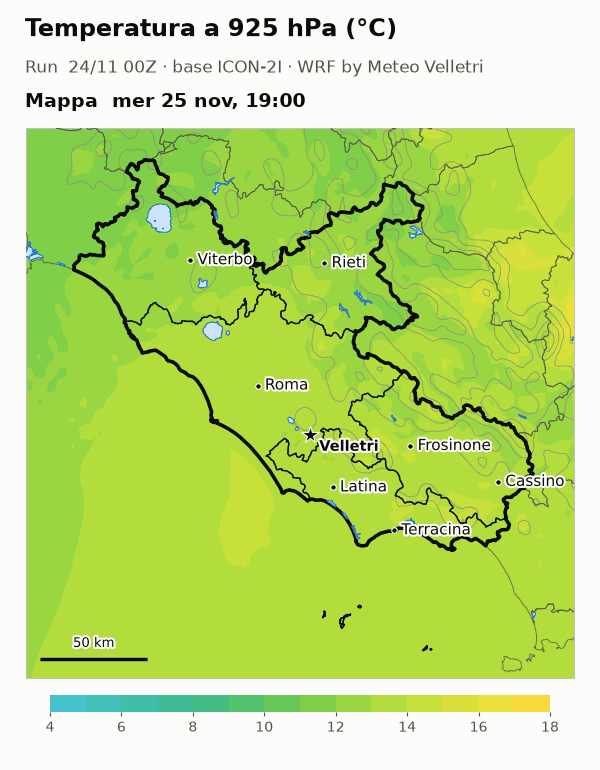 Temperatura a 925 hPa (°C)
Run  24/11 00Z · base ICON-2I · WRF by Meteo Velletri
Mappa  mer 25 nov, 19:00
Viterbo
Rieti
Roma
Velletri
Frosinone
Latina
Cassino
Terracina
50 km
4 6 8 10 12 14 16 18